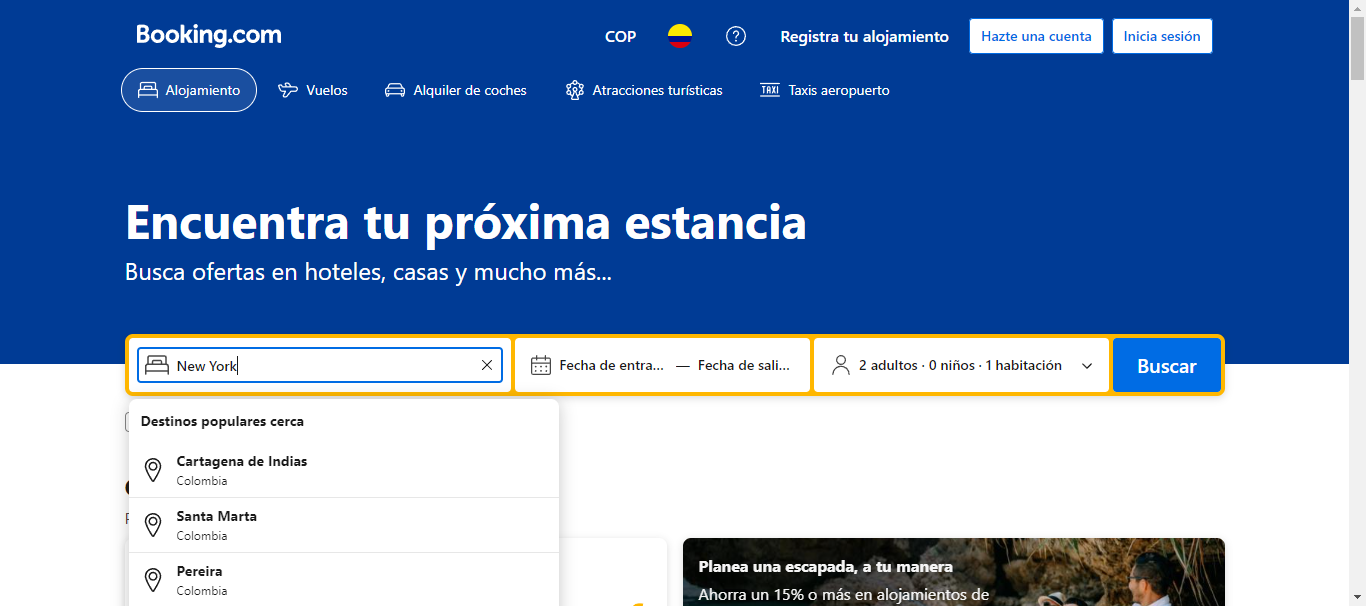 Booking.com
COP
Registra tu alojamiento
Hazte una cuenta
Inicia sesión
Alojamiento
Vuelos
Alquiler de coches
Atracciones turísticas
TAXI
Taxis aeropuerto
Encuentra tu próxima estancia
Busca ofertas en hoteles, casas y mucho más...
New York
Fecha de entra... — Fecha de sali...
2 adultos · 0 niños · 1 habitación
Buscar
Destinos populares cerca
Cartagena de Indias
Colombia
Santa Marta
Colombia
Pereira
Colombia
Planea una escapada, a tu manera
Ahorra un 15% o más en alojamientos de